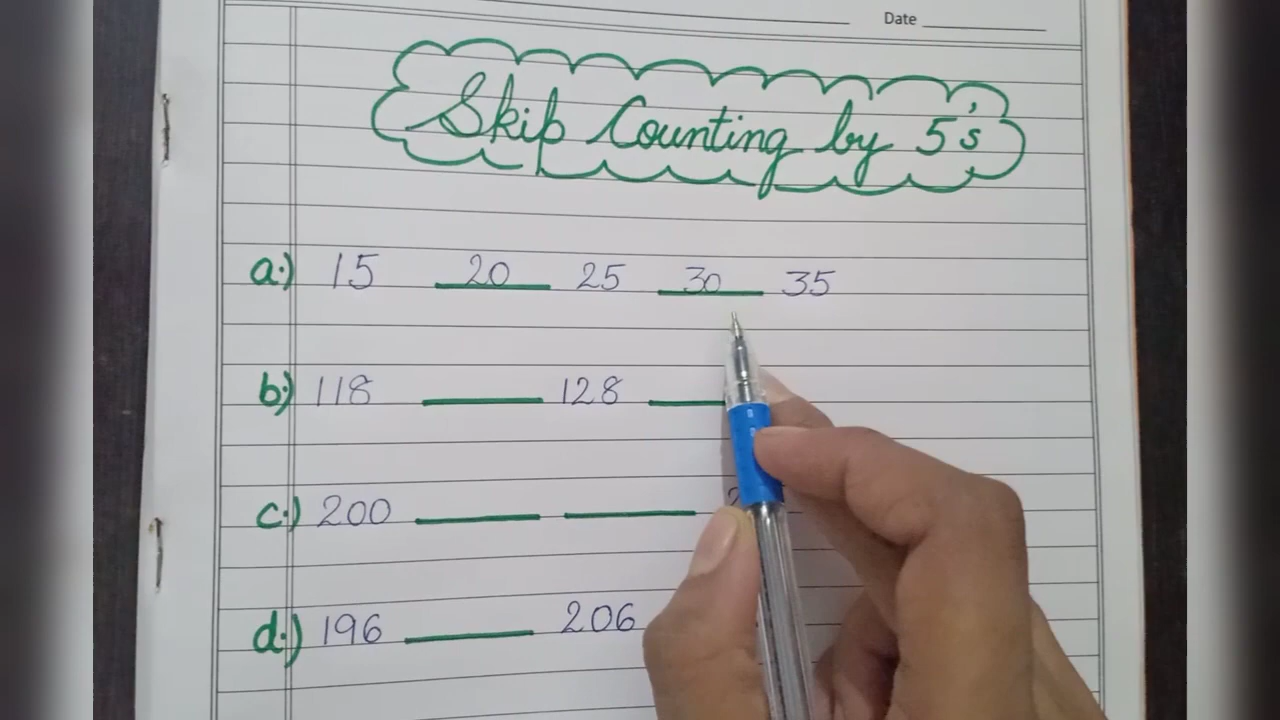 Date
Skip Counting by 5's
a.) 15 20 25 30 35
b.) 118 128
c.) 200
d.) 196 206